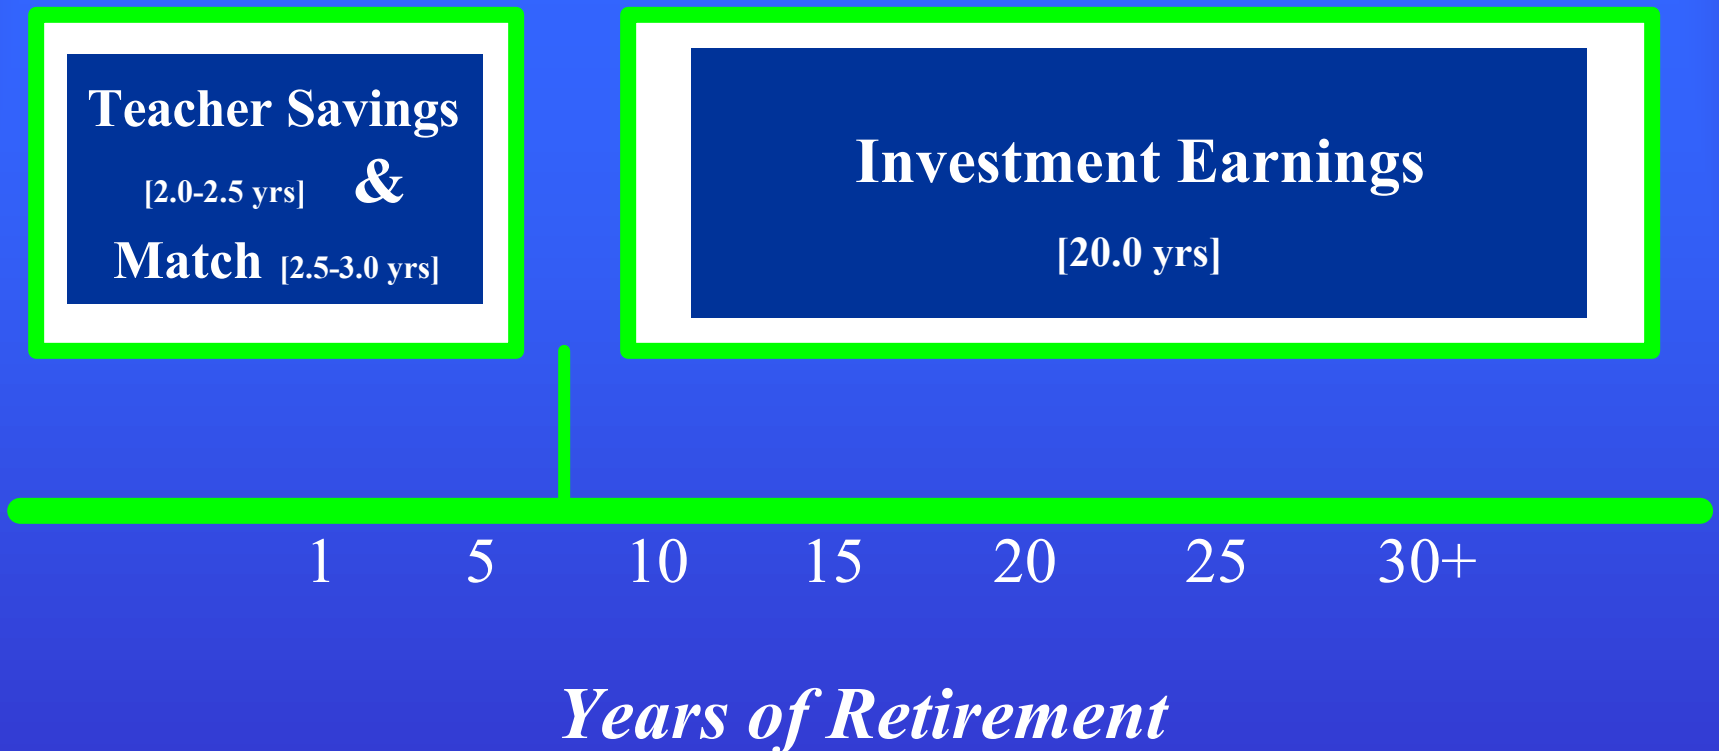 Teacher Savings
[2.0-2.5 yrs] &
Match [2.5-3.0 yrs]
Investment Earnings
[20.0 yrs]
1 5 10 15 20 25 30+
Years of Retirement